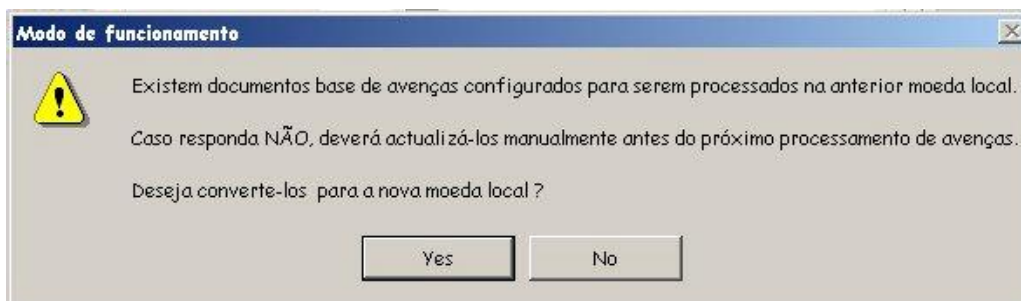 Modo de funcionamento
Existem documentos base de avenças configurados para serem processados na anterior moeda local.
Caso responda NÃO, deverá actualizá-los manualmente antes do próximo processamento de avenças.
Deseja converte-los para a nova moeda local ?
Yes No